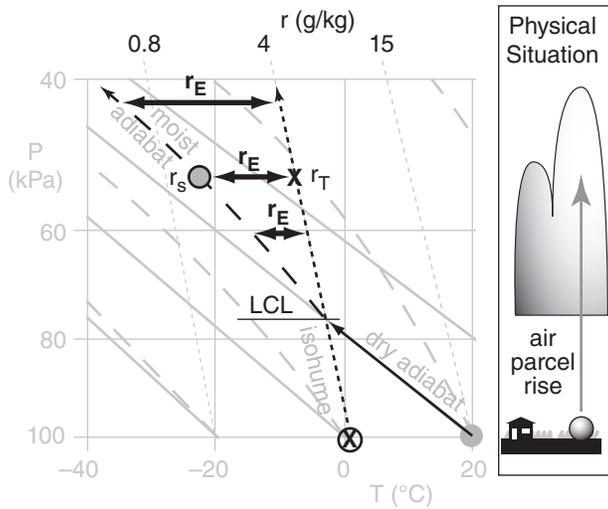 r (g/kg)
0.8
4
15
40
r_E
moist
adiabat
P
(kPa)
r_s
r_E
r_T
60
r_E
LCL
80
isohume
dry adiabat
100
–40
–20
0
20
T (°C)
Physical
Situation
air
parcel
rise